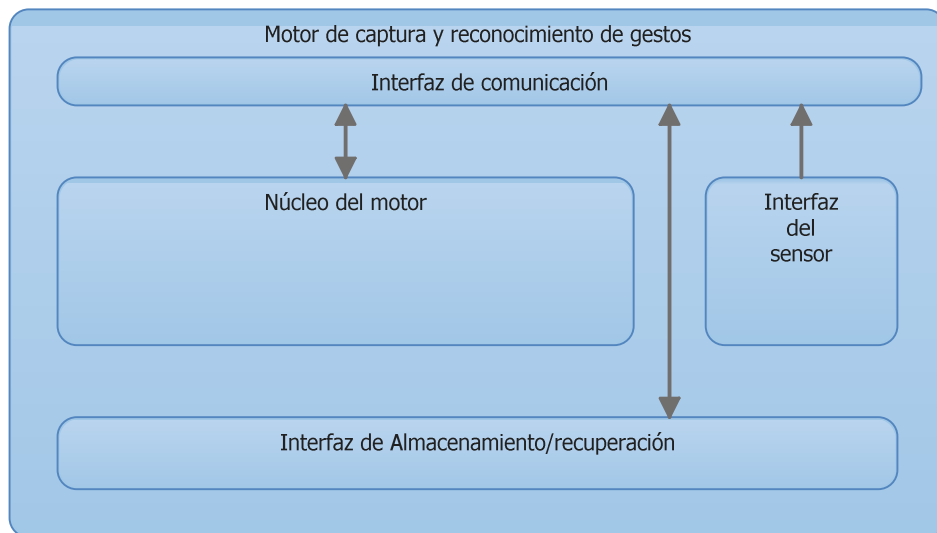 Motor de captura y reconocimiento de gestos
Interfaz de comunicación
Núcleo del motor
Interfaz
del
sensor
Interfaz de Almacenamiento/recuperación